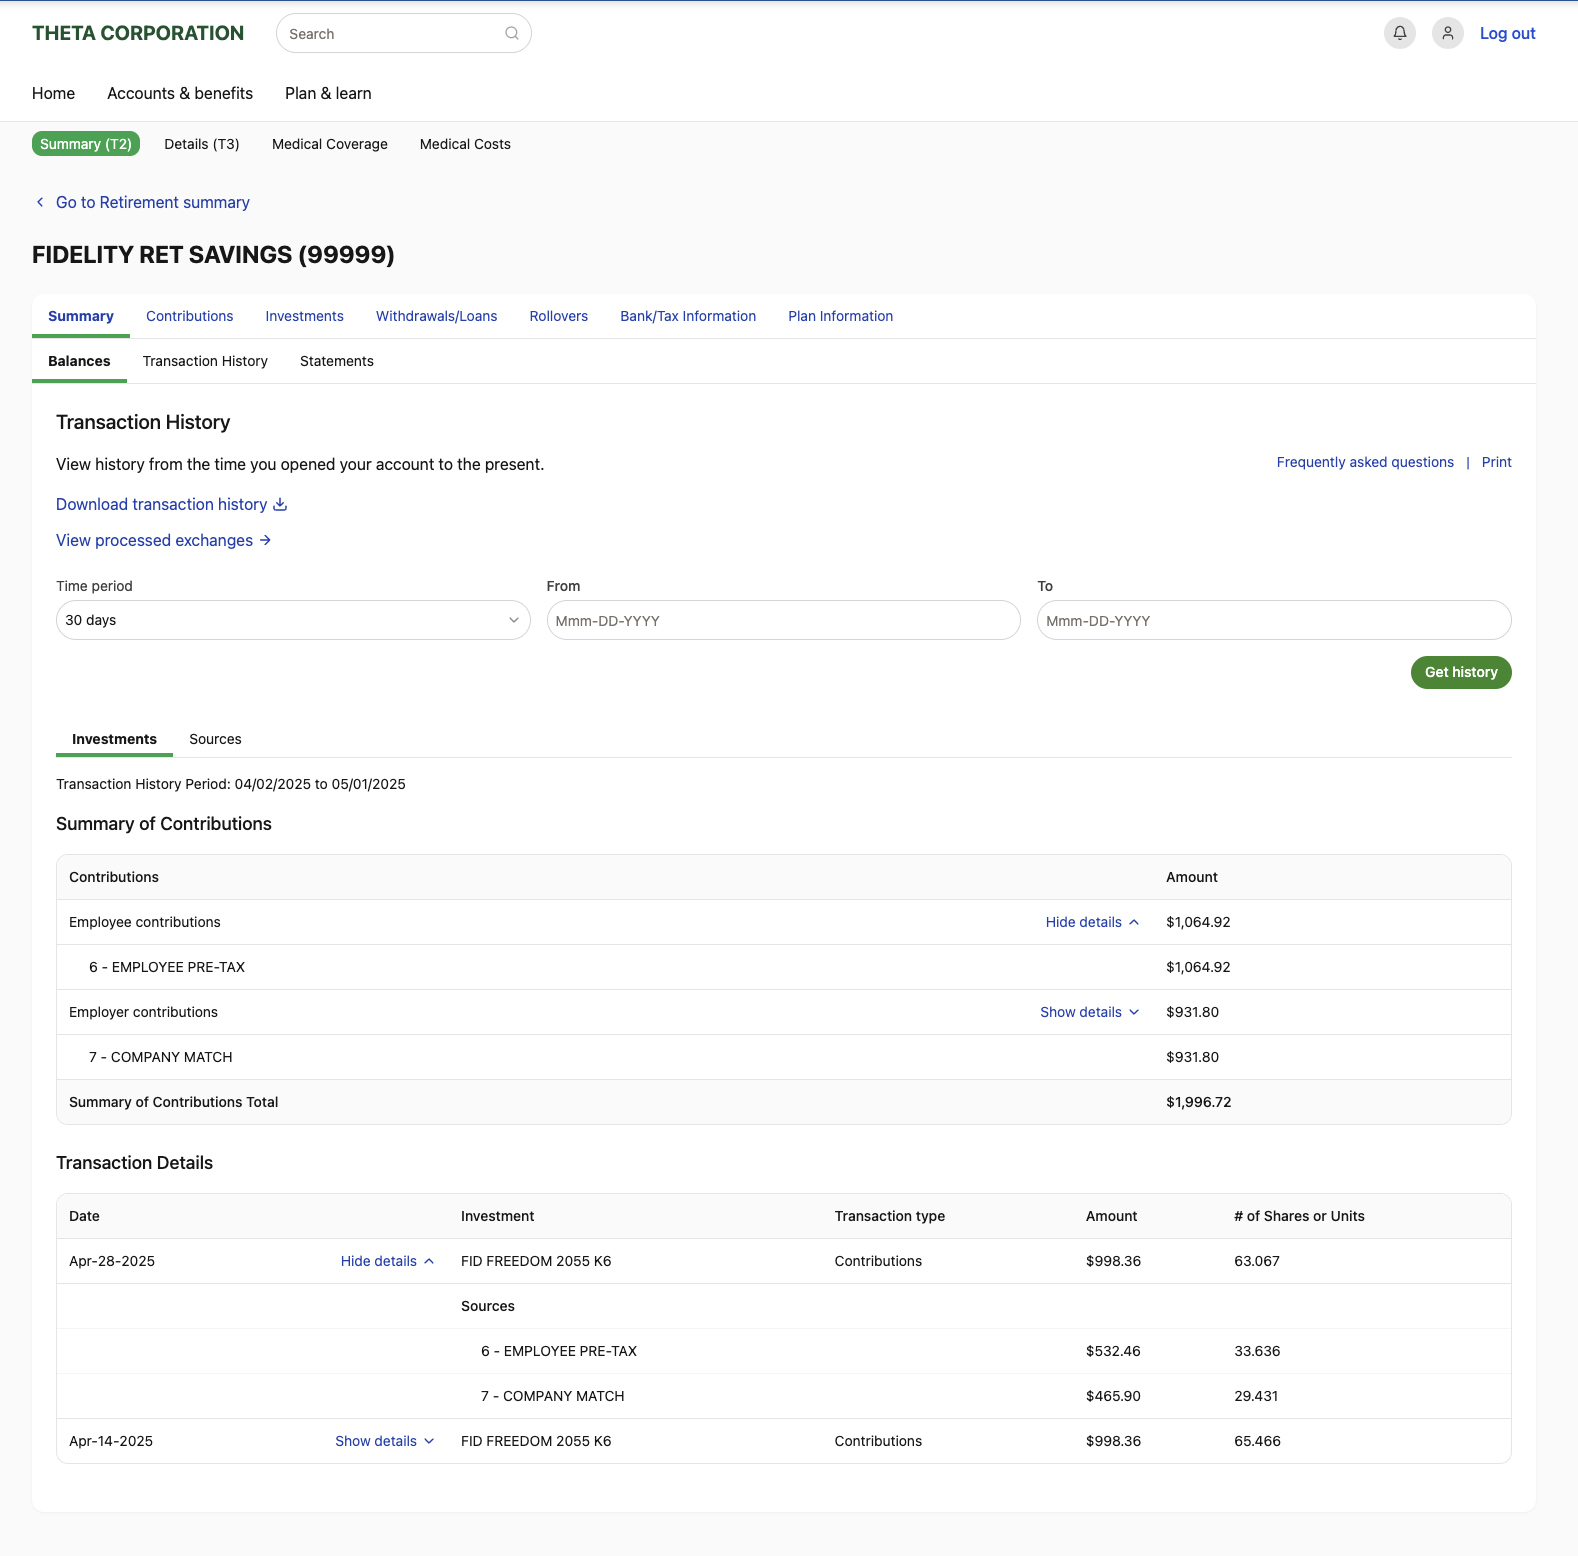 THETA CORPORATION
Search
Log out
Home
Accounts & benefits
Plan & learn
Summary (T2)
Details (T3)
Medical Coverage
Medical Costs
Go to Retirement summary
FIDELITY RET SAVINGS (99999)
Summary
Contributions
Investments
Withdrawals/Loans
Rollovers
Bank/Tax Information
Plan Information
Balances
Transaction History
Statements
Transaction History
View history from the time you opened your account to the present.
Frequently asked questions | Print
Download transaction history
View processed exchanges
Time period
From
To
30 days
Mmm-DD-YYYY
Mmm-DD-YYYY
Get history
Investments
Sources
Transaction History Period: 04/02/2025 to 05/01/2025
Summary of Contributions
Contributions Amount
Employee contributions Hide details $1,064.92
6 - EMPLOYEE PRE-TAX $1,064.92
Employer contributions Show details $931.80
7 - COMPANY MATCH $931.80
Summary of Contributions Total $1,996.72
Transaction Details
Date Investment Transaction type Amount # of Shares or Units
Apr-28-2025 Hide details FID FREEDOM 2055 K6 Contributions $998.36 63.067
Sources
6 - EMPLOYEE PRE-TAX $532.46 33.636
7 - COMPANY MATCH $465.90 29.431
Apr-14-2025 Show details FID FREEDOM 2055 K6 Contributions $998.36 65.466